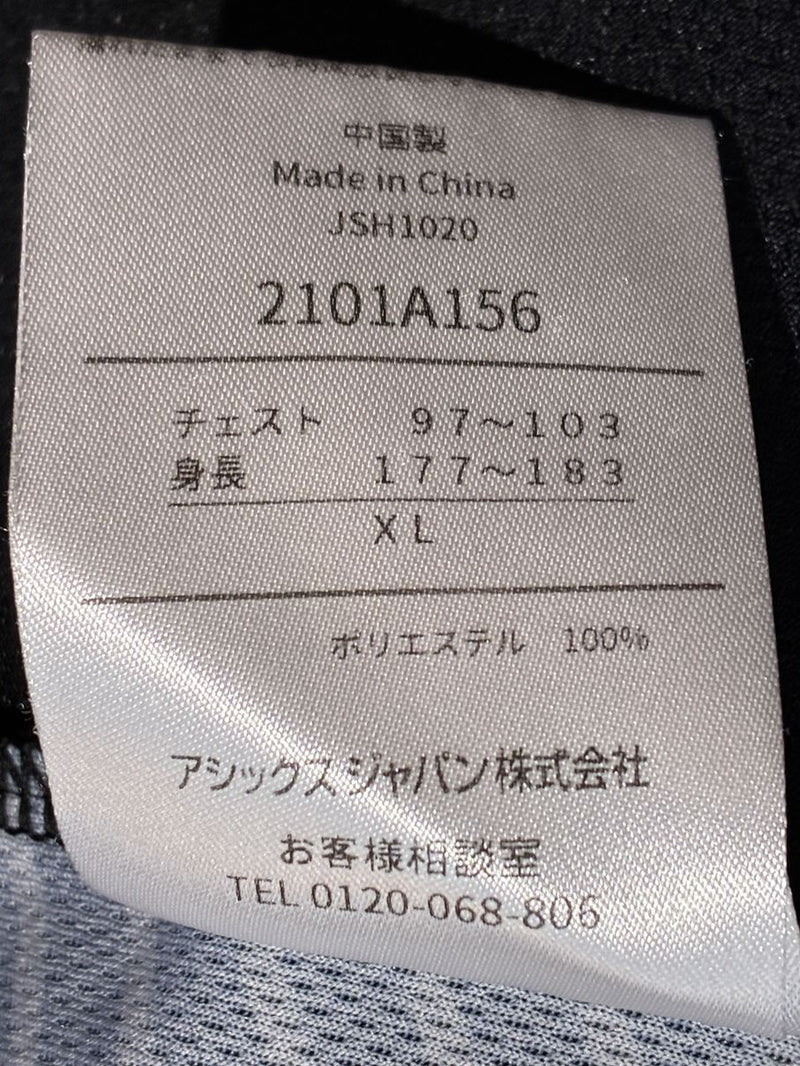 中国製
Made in China
JSH1020
2101A156
チェスト 97～103
身長 177～183
XL
ポリエステル 100%
アシックスジャパン株式会社
お客様相談室
TEL 0120-068-806